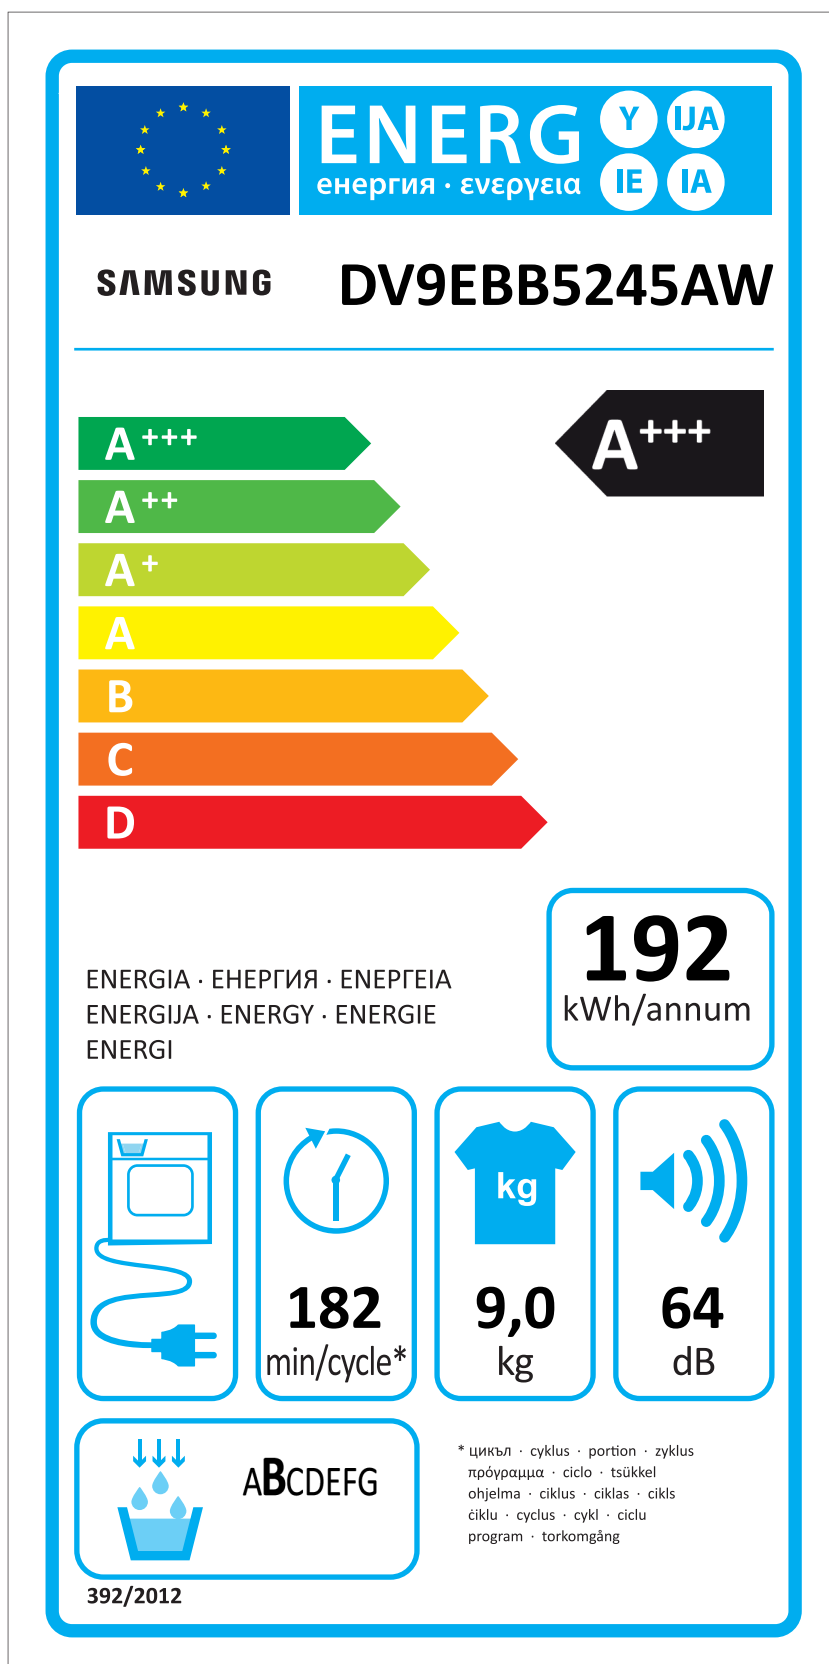 ENERG Y IJA
енергия · ενεργεια IE IA
SAMSUNG DV9EBB5245AW
A+++ A+++
A++
A+
A
B
C
D
192
kWh/annum
ENERGIA · ЕНЕРГИЯ · ΕΝΕΡΓΕΙΑ
ENERGIJA · ENERGY · ENERGIE
ENERGI
kg
182 9,0 64
min/cycle* kg dB
ABCDEFG
* цикъл · cyklus · portion · zyklus
πρόγραμμα · ciclo · tsükkel
ohjelma · ciklus · ciklas · cikls
ċiklu · cyclus · cykl · ciclu
program · torkomgång
392/2012